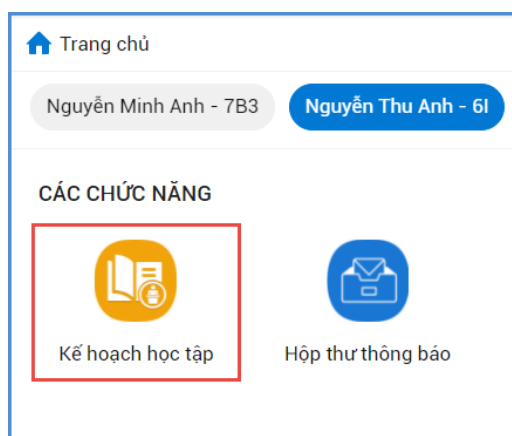 Trang chủ
Nguyễn Minh Anh - 7B3 Nguyễn Thu Anh - 6I
CÁC CHỨC NĂNG
Kế hoạch học tập Hộp thư thông báo